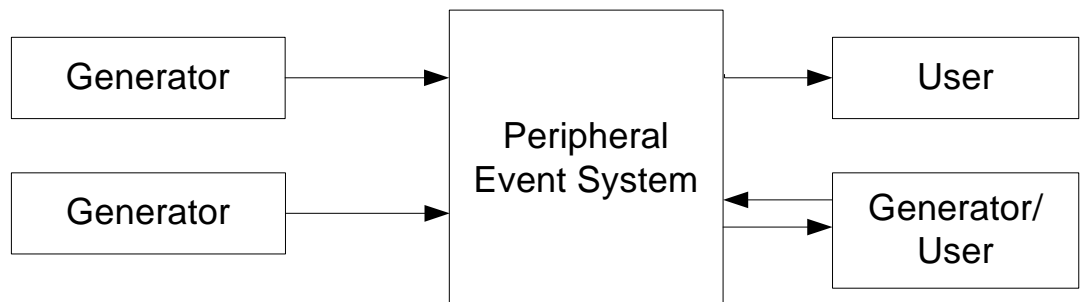 Generator
Generator
Peripheral
Event System
User
Generator/
User